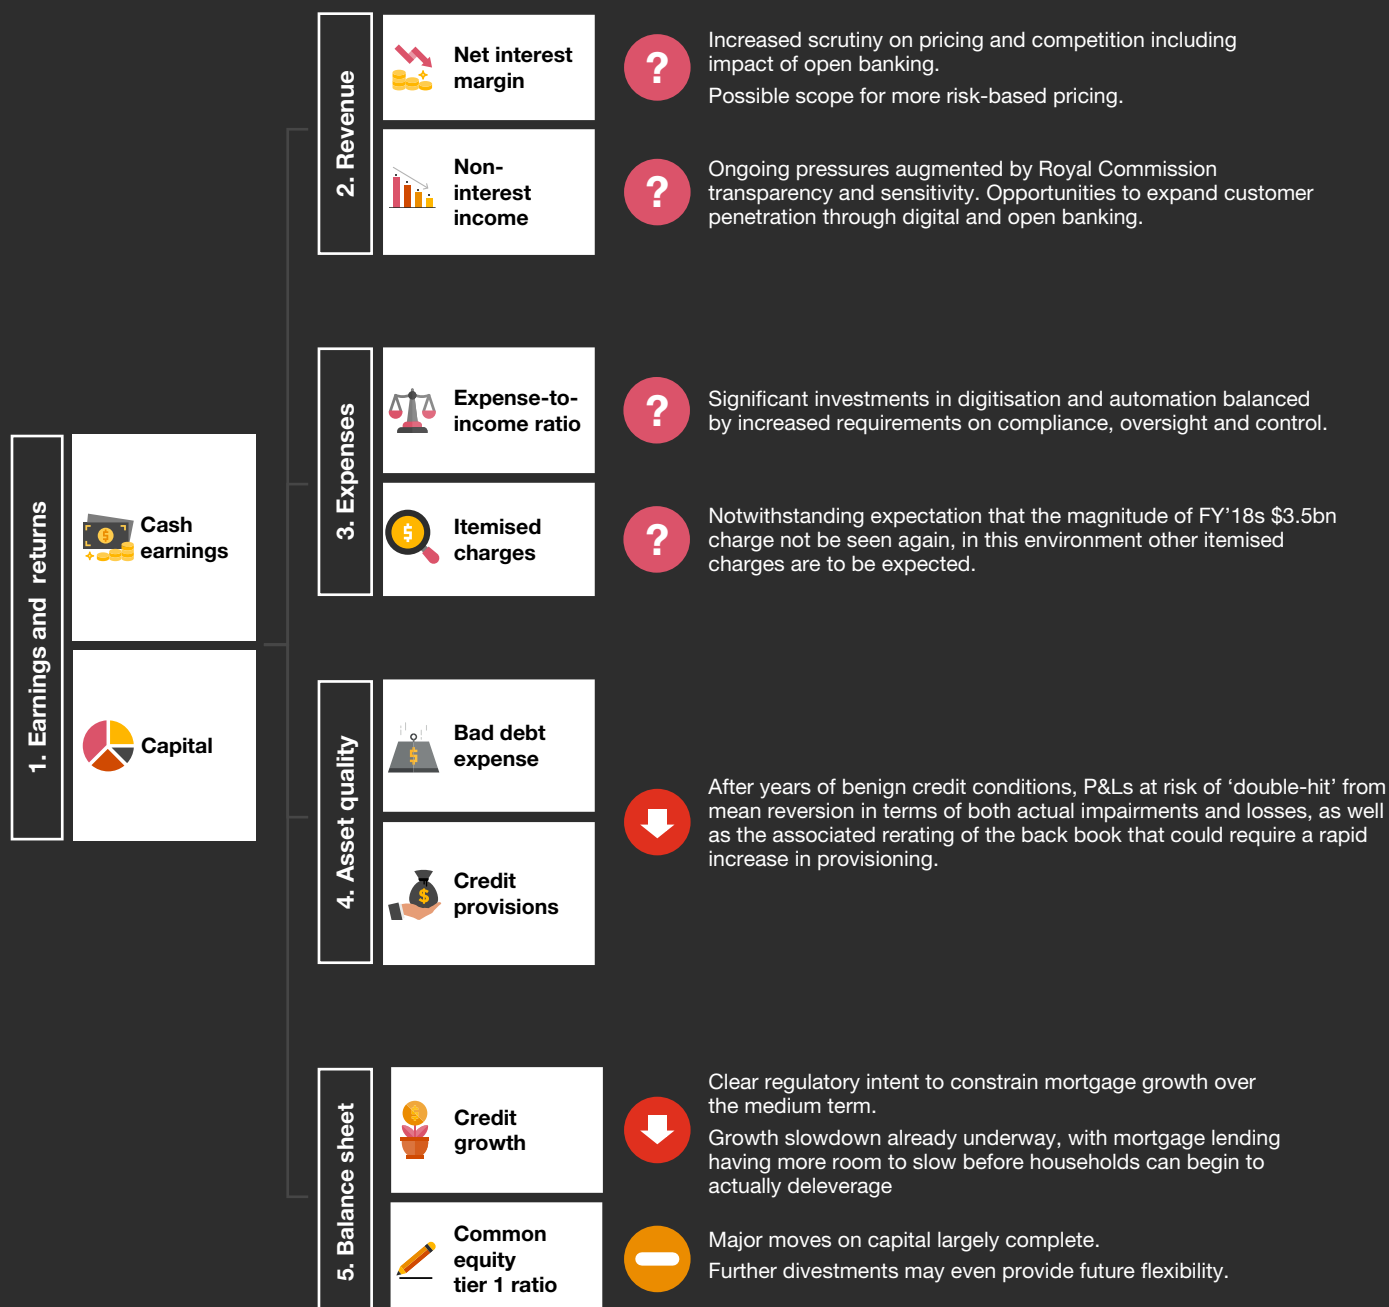 1. Earnings and returns
Cash
earnings
Capital
2. Revenue
Net interest
margin
Increased scrutiny on pricing and competition including
impact of open banking.
Possible scope for more risk-based pricing.
Non-
interest
income
Ongoing pressures augmented by Royal Commission
transparency and sensitivity. Opportunities to expand customer
penetration through digital and open banking.
3. Expenses
Expense-to-
income ratio
Significant investments in digitisation and automation balanced
by increased requirements on compliance, oversight and control.
Itemised
charges
Notwithstanding expectation that the magnitude of FY’18s $3.5bn
charge not be seen again, in this environment other itemised
charges are to be expected.
4. Asset quality
Bad debt
expense
Credit
provisions
After years of benign credit conditions, P&Ls at risk of ‘double-hit’ from
mean reversion in terms of both actual impairments and losses, as well
as the associated rerating of the back book that could require a rapid
increase in provisioning.
5. Balance sheet
Credit
growth
Clear regulatory intent to constrain mortgage growth over
the medium term.
Growth slowdown already underway, with mortgage lending
having more room to slow before households can begin to
actually deleverage
Common
equity
tier 1 ratio
Major moves on capital largely complete.
Further divestments may even provide future flexibility.